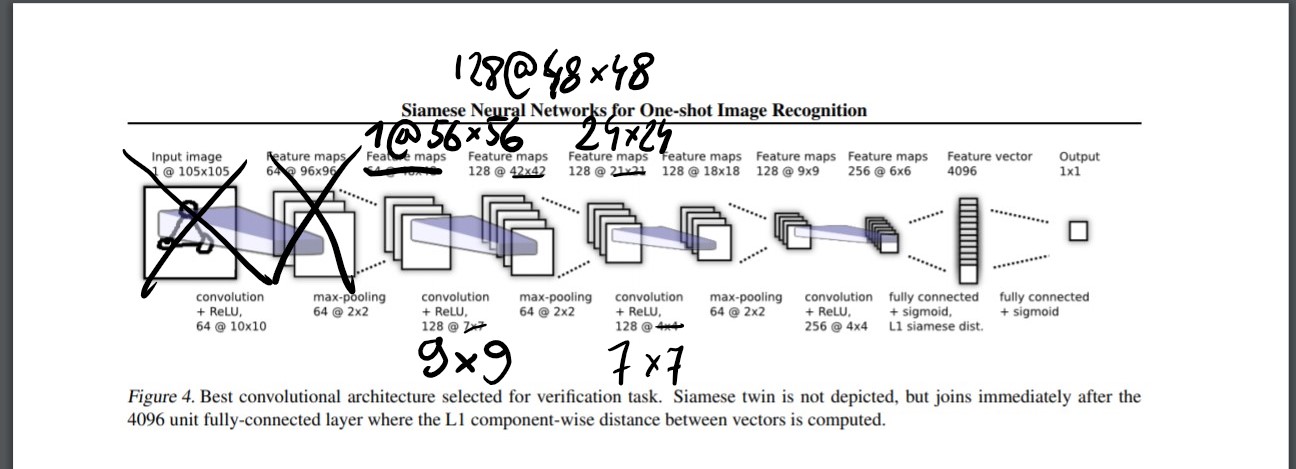 128@48×48
Siamese Neural Networks for One-shot Image Recognition
1@56×56 24×24
Input image Feature maps Feature maps Feature maps Feature maps Feature maps Feature maps Feature maps Feature vector Output
1 @ 105x105 64 @ 96x96 128 @ 42x42 128 @ 21x21 128 @ 18x18 128 @ 9x9 256 @ 6x6 4096 1x1
convolution max-pooling convolution max-pooling convolution max-pooling convolution fully connected fully connected
+ ReLU, 64 @ 2x2 + ReLU, 64 @ 2x2 + ReLU, 64 @ 2x2 + ReLU, + sigmoid, + sigmoid
64 @ 10x10 128 @ 7x7 128 @ 4x4 256 @ 4x4 L1 siamese dist.
9×9 7×7
Figure 4. Best convolutional architecture selected for verification task. Siamese twin is not depicted, but joins immediately after the
4096 unit fully-connected layer where the L1 component-wise distance between vectors is computed.